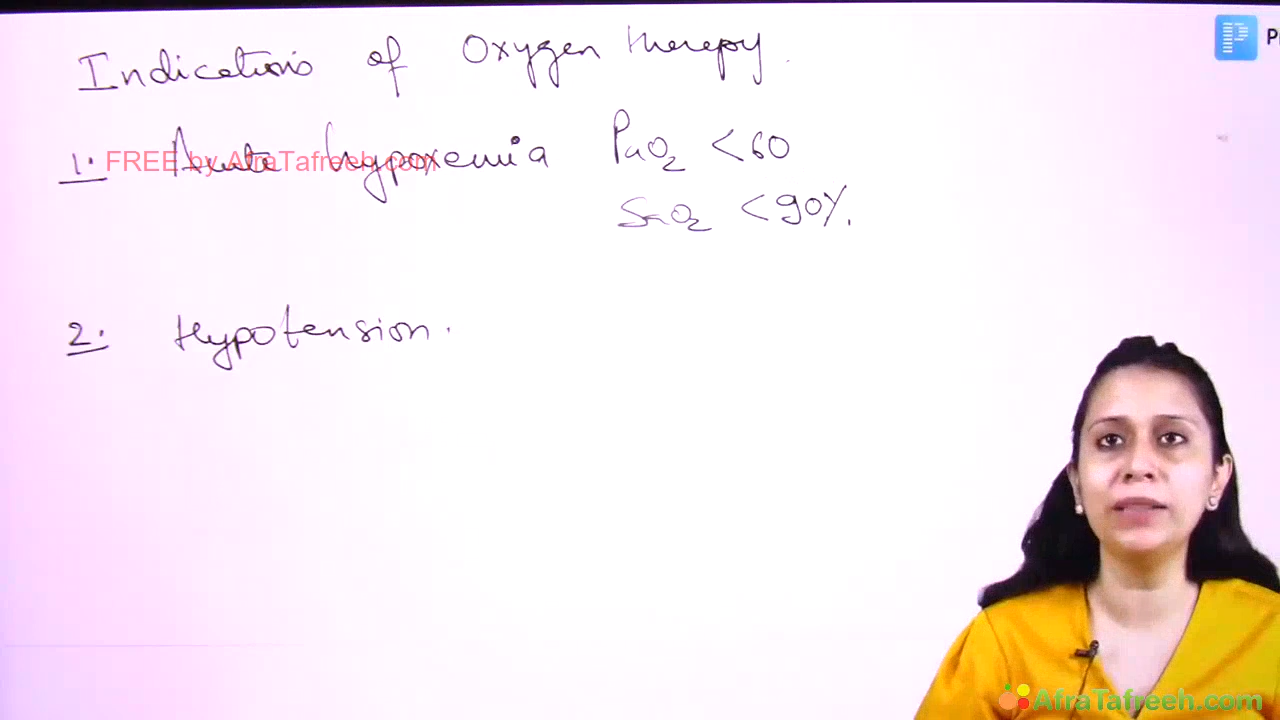 Indications of Oxygen therapy.
1. Acute hypoxemia PaO2 <60
FREE by AfraTafreeh.com
SaO2 <90%.
2. Hypotension.
AfraTafreeh.com